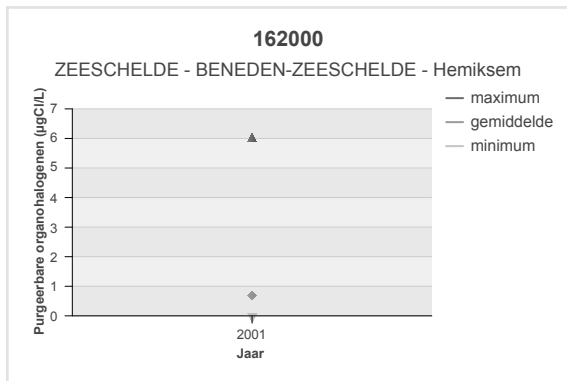 162000
ZEESCHELDE - BENEDEN-ZEESCHELDE - Hemiksem
Purgeerbare organohalogenen (µgCl/L)
7
6
5
4
3
2
1
0
2001
Jaar
maximum
gemiddelde
minimum